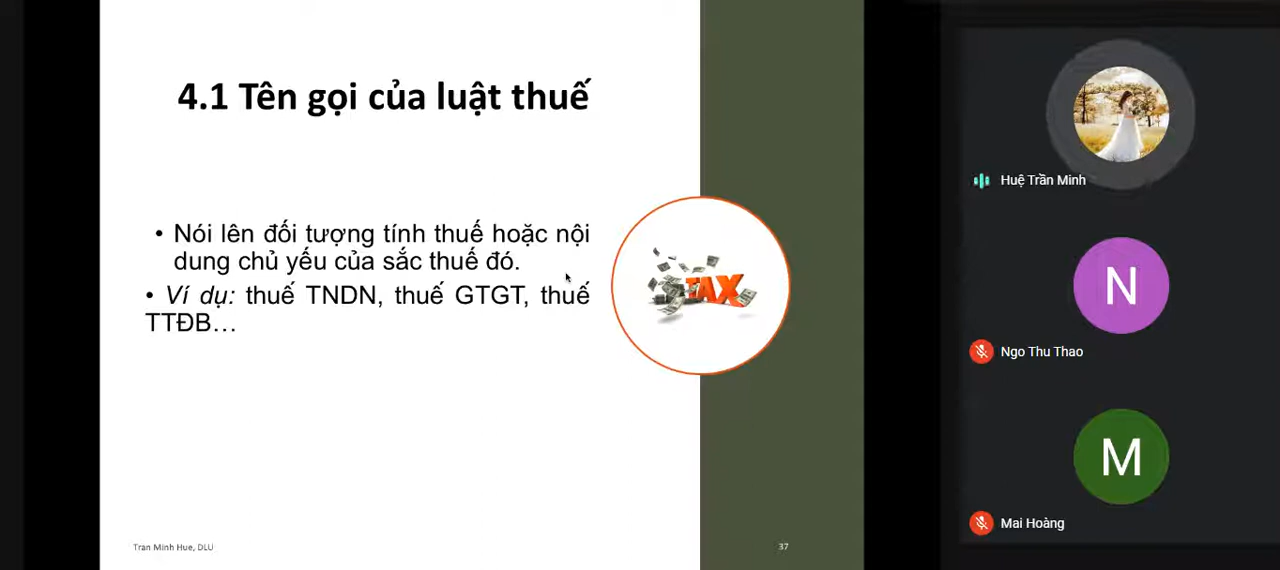 4.1 Tên gọi của luật thuế
• Nói lên đối tượng tính thuế hoặc nội
dung chủ yếu của sắc thuế đó.
• Ví dụ: thuế TNDN, thuế GTGT, thuế
TTĐB…
TAX
Tran Minh Hue, DLU
37
Huệ Trần Minh
N
Ngo Thu Thao
M
Mai Hoàng